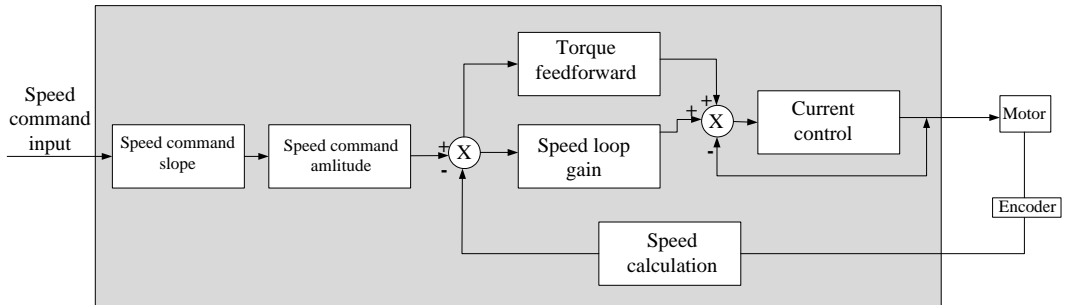 Speed
command
input
Speed command
slope
Speed command
amlitude
+
-
X
Torque
feedforward
Speed loop
gain
+
+
-
X
Current
control
Motor
Encoder
Speed
calculation